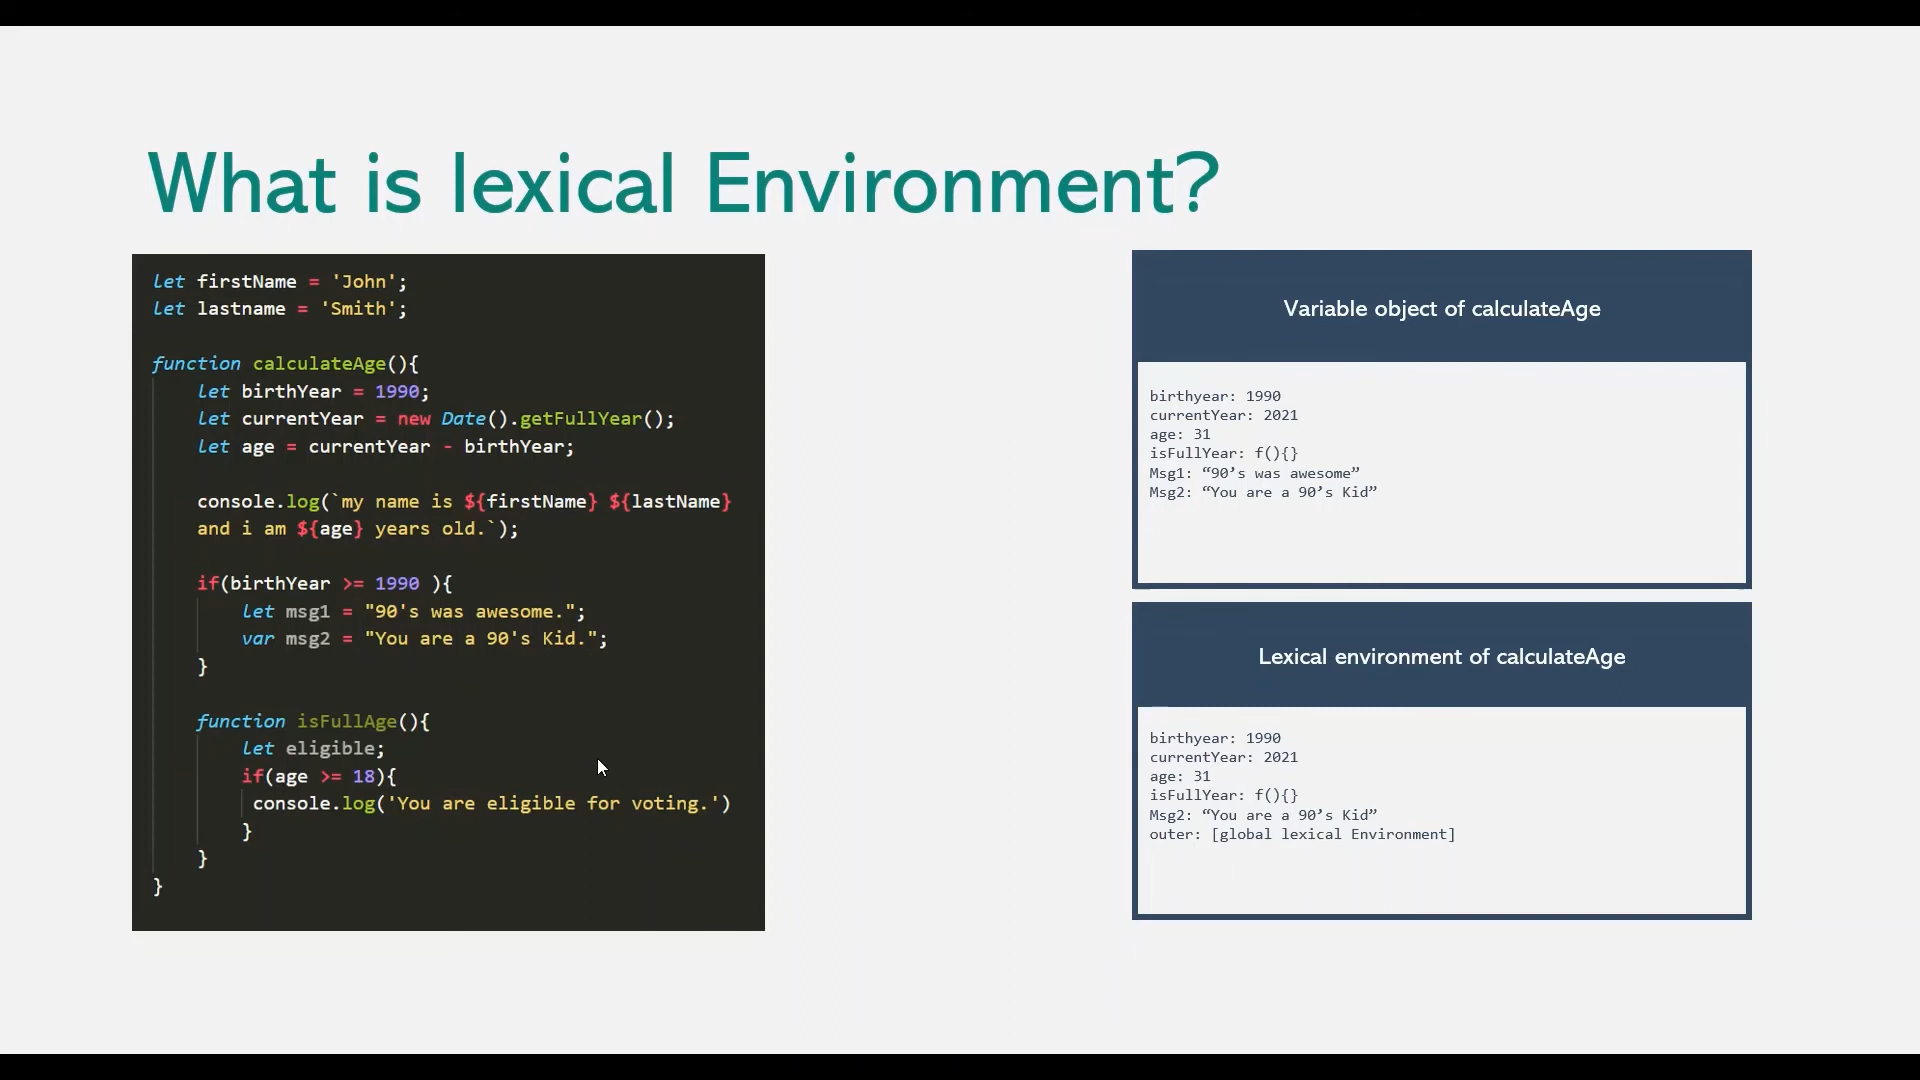 What is lexical Environment?
let firstName = 'John';
let lastname = 'Smith';
function calculateAge(){
let birthYear = 1990;
let currentYear = new Date().getFullYear();
let age = currentYear - birthYear;
console.log(`my name is ${firstName} ${lastName}
and i am ${age} years old.`);
if(birthYear >= 1990 ){
let msg1 = "90's was awesome.";
var msg2 = "You are a 90's Kid.";
}
function isFullAge(){
let eligible;
if(age >= 18){
console.log('You are eligible for voting.')
}
}
}
Variable object of calculateAge
birthyear: 1990
currentYear: 2021
age: 31
isFullYear: f(){}
Msg1: “90’s was awesome”
Msg2: “You are a 90’s Kid”
Lexical environment of calculateAge
birthyear: 1990
currentYear: 2021
age: 31
isFullYear: f(){}
Msg2: “You are a 90’s Kid”
outer: [global lexical Environment]